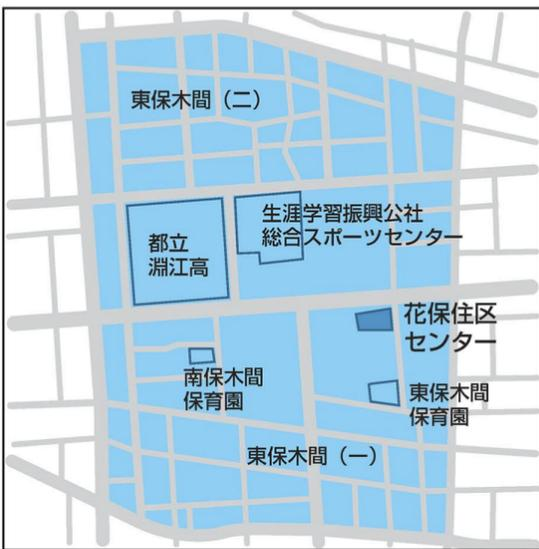 東保木間（二）
生涯学習振興公社
総合スポーツセンター
都立
淵江高
花保住区
センター
南保木間
保育園
東保木間
保育園
東保木間（一）